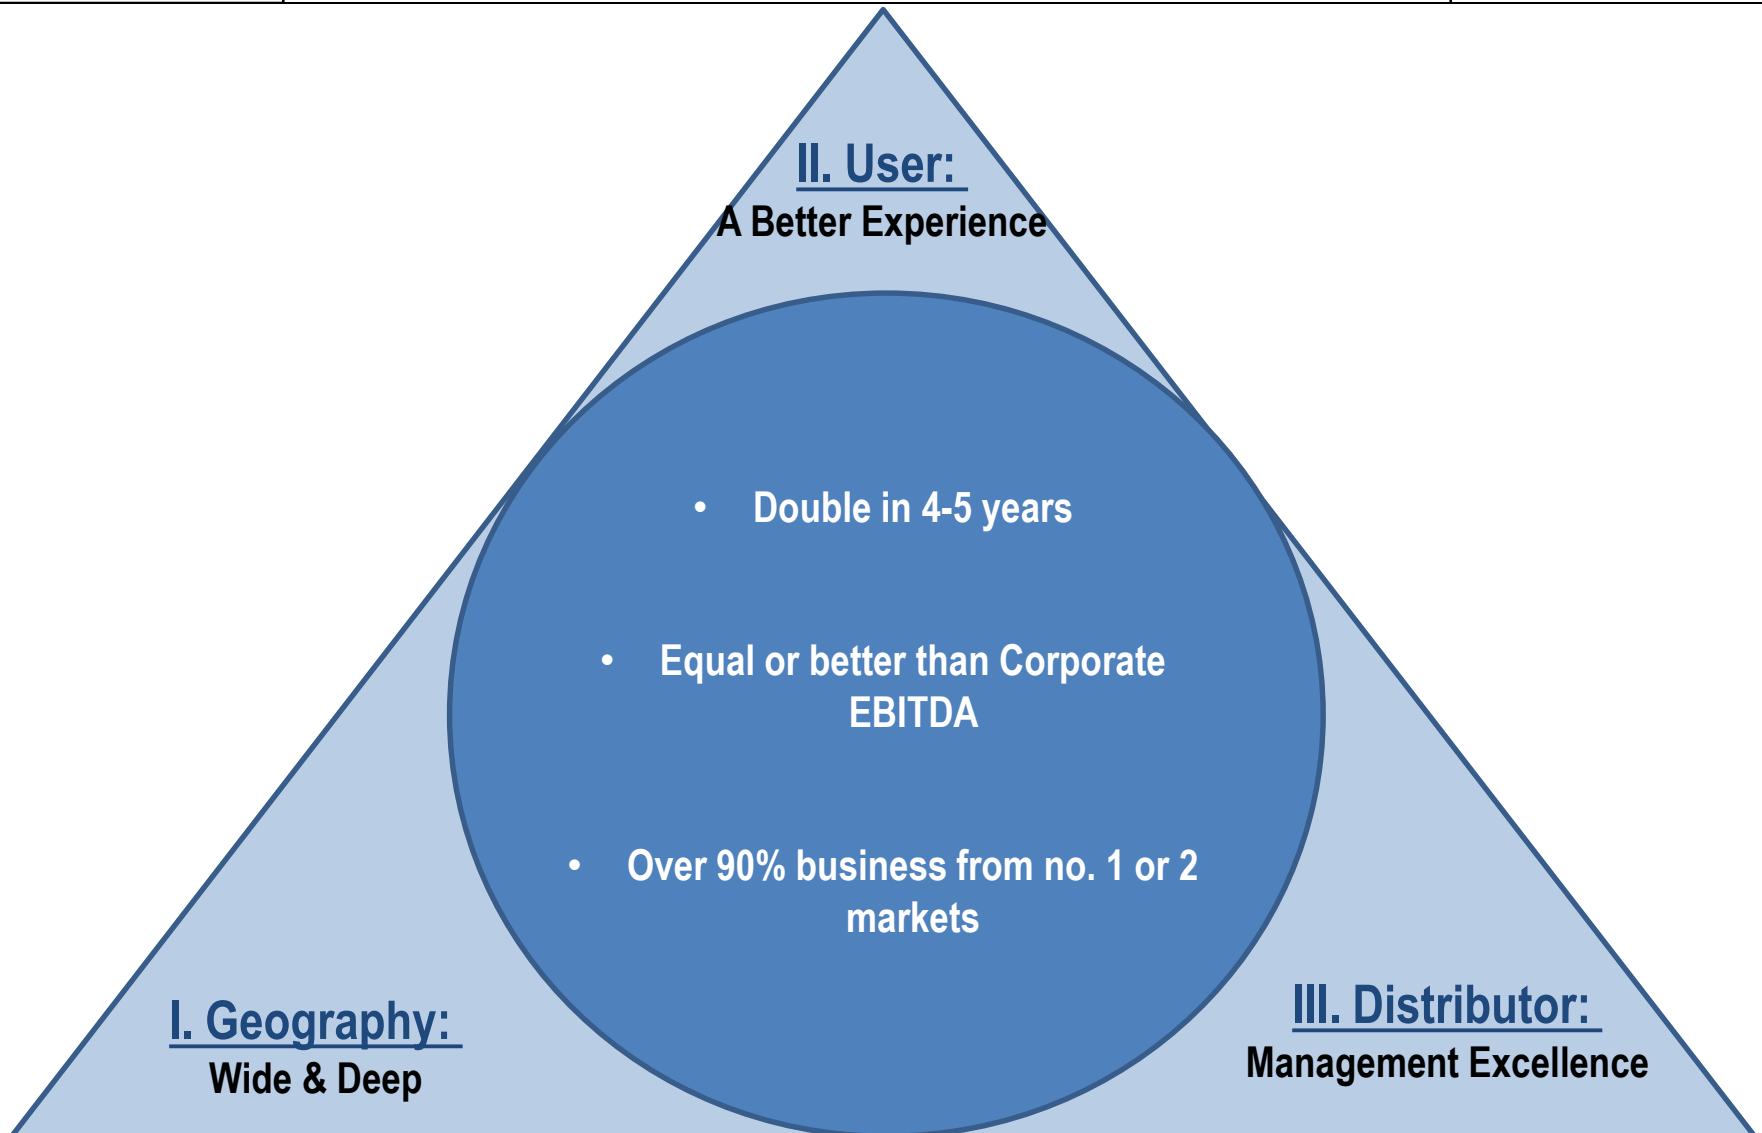 II. User:
A Better Experience
• Double in 4-5 years
• Equal or better than Corporate
EBITDA
• Over 90% business from no. 1 or 2
markets
I. Geography:
Wide & Deep
III. Distributor:
Management Excellence